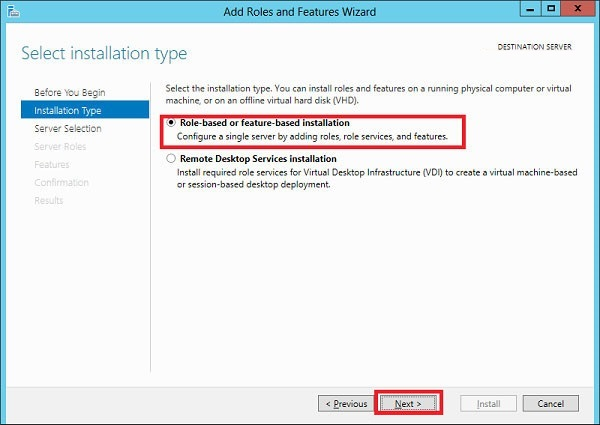 Add Roles and Features Wizard
Select installation type
DESTINATION SERVER
Before You Begin
Installation Type
Server Selection
Server Roles
Features
Confirmation
Results
Select the installation type. You can install roles and features on a running physical computer or virtual
machine, or on an offline virtual hard disk (VHD).
Role-based or feature-based installation
Configure a single server by adding roles, role services, and features.
Remote Desktop Services installation
Install required role services for Virtual Desktop Infrastructure (VDI) to create a virtual machine-based
or session-based desktop deployment.
< Previous
Next >
Install
Cancel